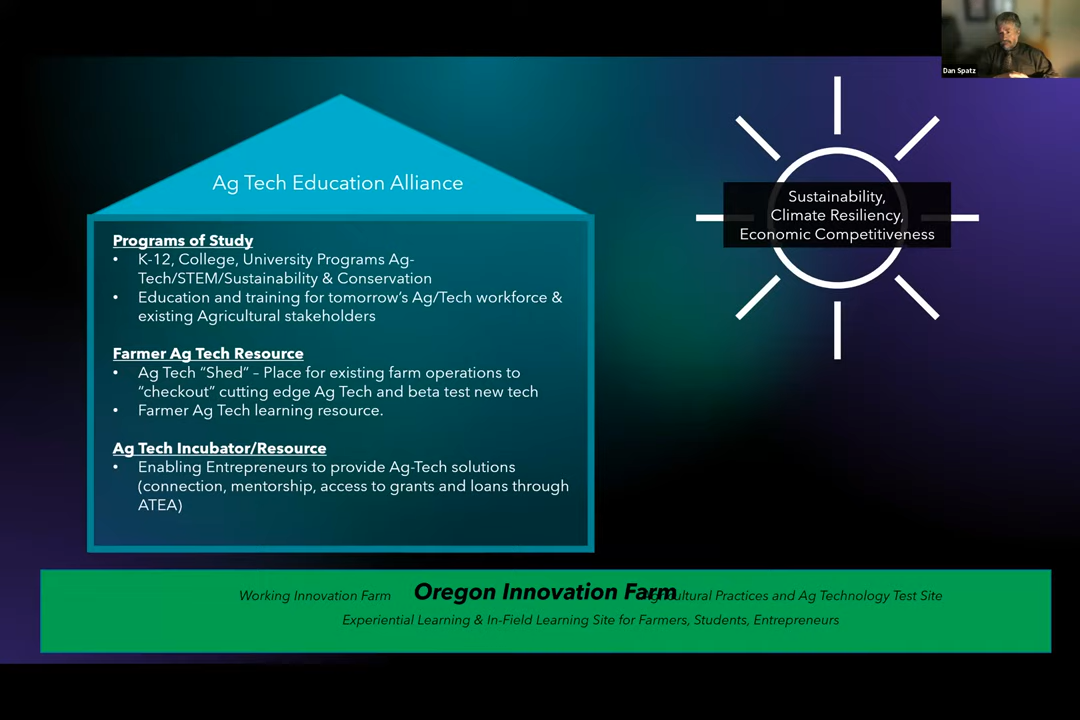 Dan Spatz
Ag Tech Education Alliance
Sustainability,
Climate Resiliency,
Economic Competitiveness
Programs of Study
• K-12, College, University Programs Ag-
Tech/STEM/Sustainability & Conservation
• Education and training for tomorrow’s Ag/Tech workforce &
existing Agricultural stakeholders
Farmer Ag Tech Resource
• Ag Tech “Shed” – Place for existing farm operations to
“checkout” cutting edge Ag Tech and beta test new tech
• Farmer Ag Tech learning resource.
Ag Tech Incubator/Resource
• Enabling Entrepreneurs to provide Ag-Tech solutions
(connection, mentorship, access to grants and loans through
ATEA)
Working Innovation Farm Oregon Innovation Farm Agricultural Practices and Ag Technology Test Site
Experiential Learning & In-Field Learning Site for Farmers, Students, Entrepreneurs